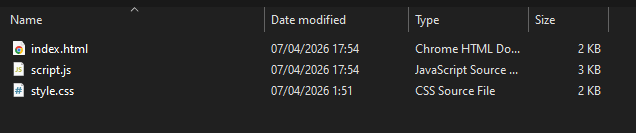 Name Date modified Type Size
index.html 07/04/2026 17:54 Chrome HTML Do... 2 KB
script.js 07/04/2026 17:54 JavaScript Source ... 3 KB
style.css 07/04/2026 1:51 CSS Source File 2 KB